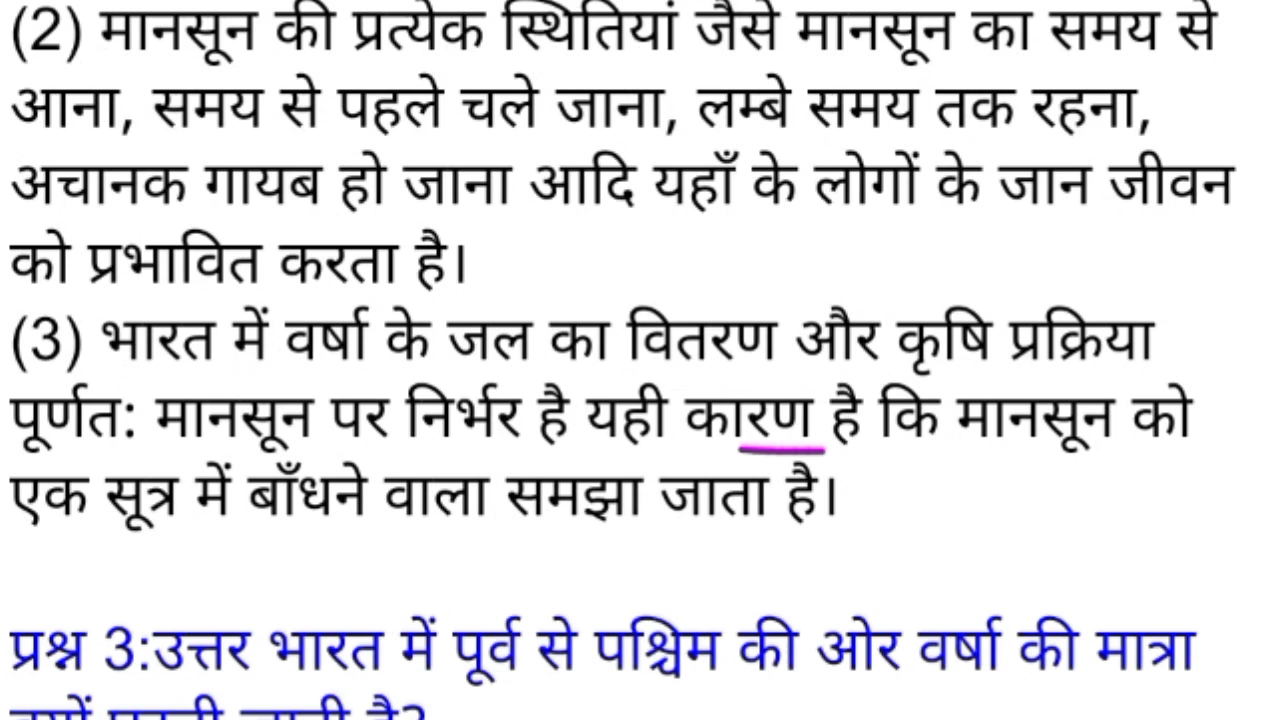 (2) मानसून की प्रत्येक स्थितियां जैसे मानसून का समय से
आना, समय से पहले चले जाना, लम्बे समय तक रहना,
अचानक गायब हो जाना आदि यहाँ के लोगों के जान जीवन
को प्रभावित करता है।
(3) भारत में वर्षा के जल का वितरण और कृषि प्रक्रिया
पूर्णत: मानसून पर निर्भर है यही कारण है कि मानसून को
एक सूत्र में बाँधने वाला समझा जाता है।
प्रश्न 3:उत्तर भारत में पूर्व से पश्चिम की ओर वर्षा की मात्रा